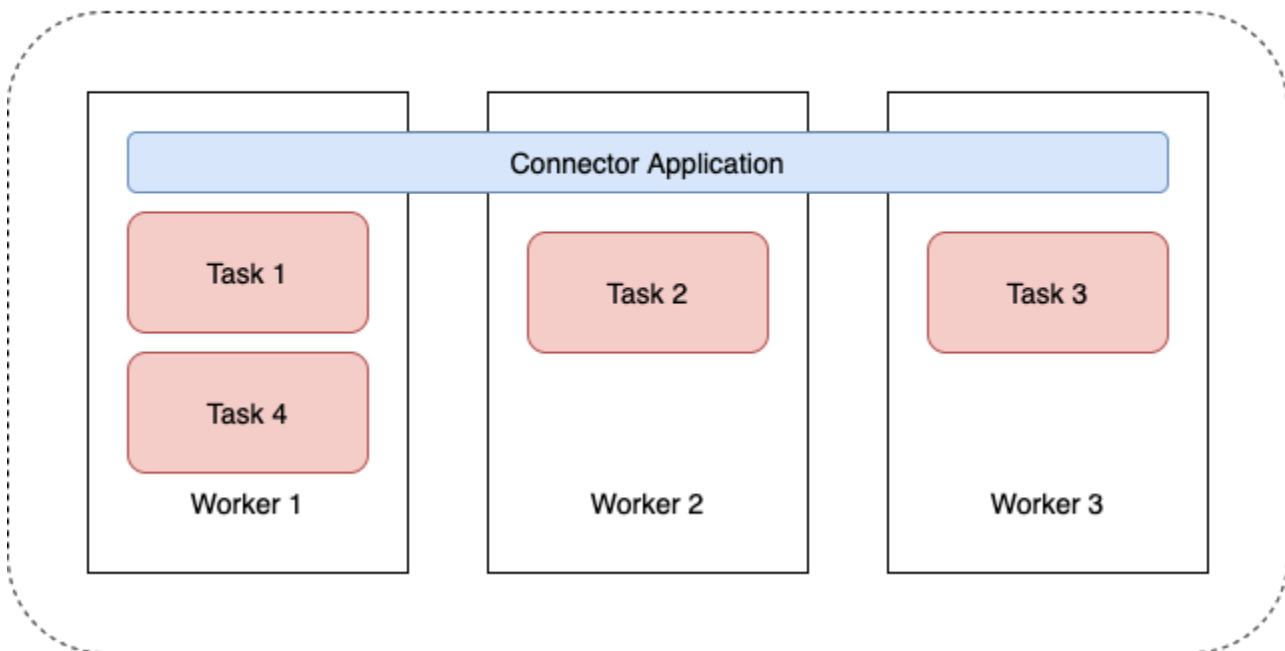 Connector Application
Task 1
Task 4
Worker 1
Task 2
Worker 2
Task 3
Worker 3